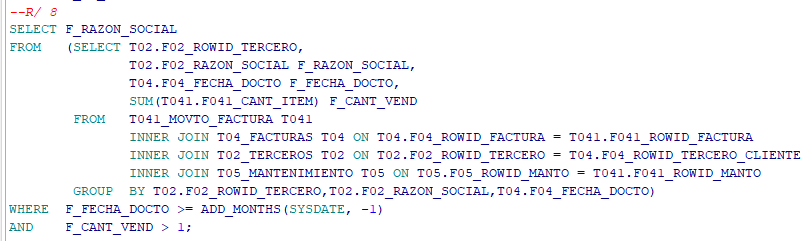 --R/ 8
SELECT F_RAZON_SOCIAL
FROM (SELECT T02.F02_ROWID_TERCERO,
T02.F02_RAZON_SOCIAL F_RAZON_SOCIAL,
T04.F04_FECHA_DOCTO F_FECHA_DOCTO,
SUM(T041.F041_CANT_ITEM) F_CANT_VEND
FROM T041_MOVTO_FACTURA T041
INNER JOIN T04_FACTURAS T04 ON T04.F04_ROWID_FACTURA = T041.F041_ROWID_FACTURA
INNER JOIN T02_TERCEROS T02 ON T02.F02_ROWID_TERCERO = T04.F04_ROWID_TERCERO_CLIENTE
INNER JOIN T05_MANTENIMIENTO T05 ON T05.F05_ROWID_MANTO = T041.F041_ROWID_MANTO
GROUP BY T02.F02_ROWID_TERCERO,T02.F02_RAZON_SOCIAL,T04.F04_FECHA_DOCTO)
WHERE F_FECHA_DOCTO >= ADD_MONTHS(SYSDATE, -1)
AND F_CANT_VEND > 1;